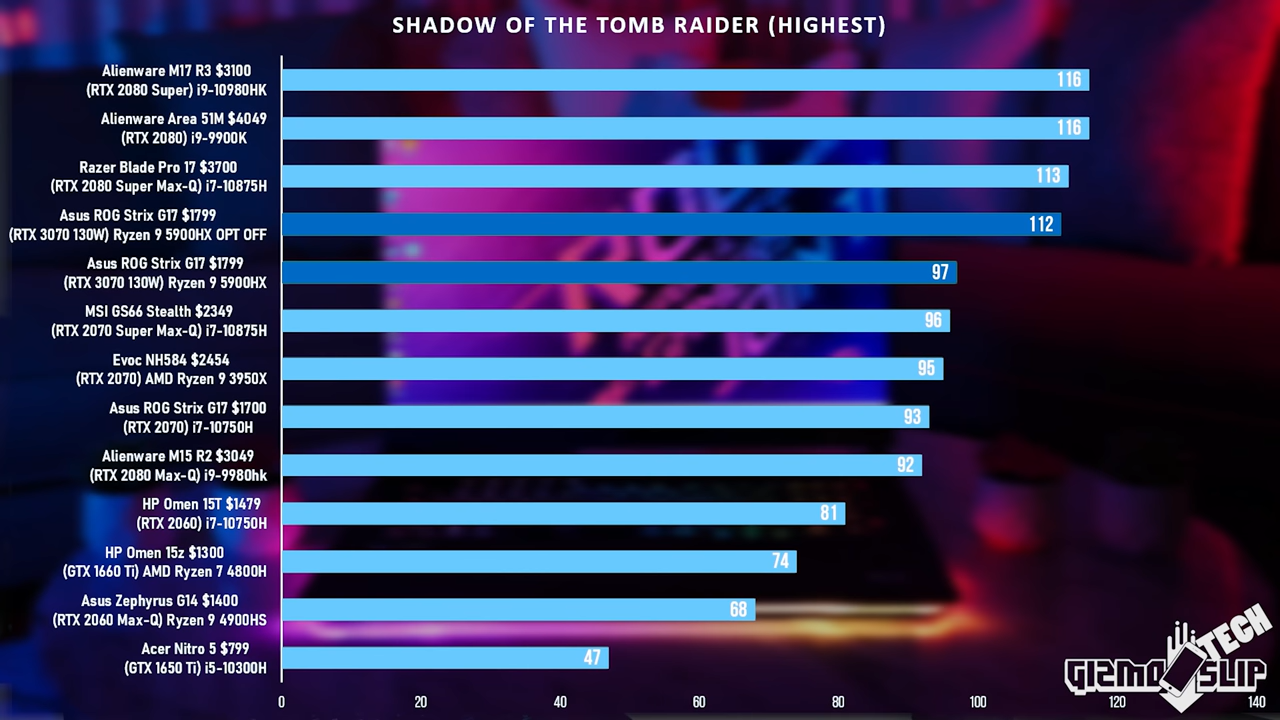 SHADOW OF THE TOMB RAIDER (HIGHEST)
Alienware M17 R3 $3100
(RTX 2080 Super) i9-10980HK
116
Alienware Area 51M $4049
(RTX 2080) i9-9900K
116
Razer Blade Pro 17 $3700
(RTX 2080 Super Max-Q) i7-10875H
113
Asus ROG Strix G17 $1799
(RTX 3070 130W) Ryzen 9 5900HX OPT OFF
112
Asus ROG Strix G17 $1799
(RTX 3070 130W) Ryzen 9 5900HX
97
MSI GS66 Stealth $2349
(RTX 2070 Super Max-Q) i7-10875H
96
Evoc NH584 $2454
(RTX 2070) AMD Ryzen 9 3950X
95
Asus ROG Strix G17 $1700
(RTX 2070) i7-10750H
93
Alienware M15 R2 $3049
(RTX 2080 Max-Q) i9-9980hk
92
HP Omen 15T $1479
(RTX 2060) i7-10750H
81
HP Omen 15z $1300
(GTX 1660 Ti) AMD Ryzen 7 4800H
74
Asus Zephyrus G14 $1400
(RTX 2060 Max-Q) Ryzen 9 4900HS
68
Acer Nitro 5 $799
(GTX 1650 Ti) i5-10300H
47
0 20 40 60 80 100 120 140
GIZMO SLIP
TECH